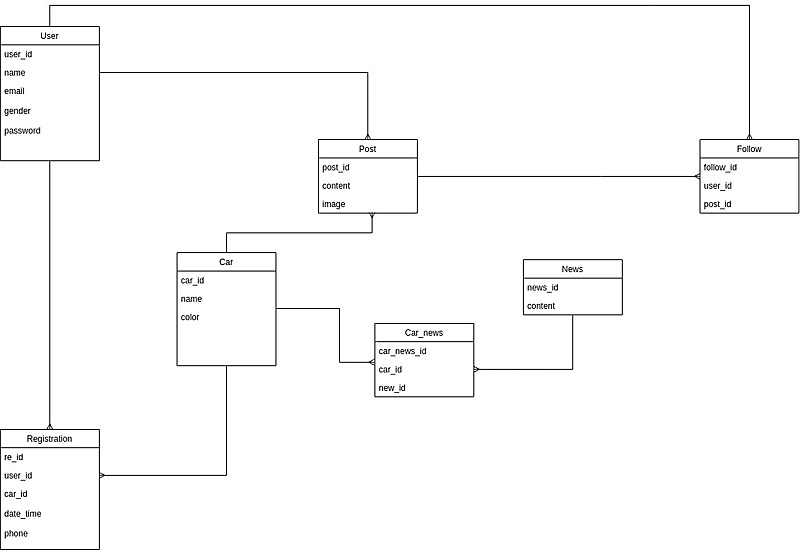 User
user_id
name
email
gender
password
Post
post_id
content
image
Follow
follow_id
user_id
post_id
Car
car_id
name
color
News
news_id
content
Car_news
car_news_id
car_id
new_id
Registration
re_id
user_id
car_id
date_time
phone